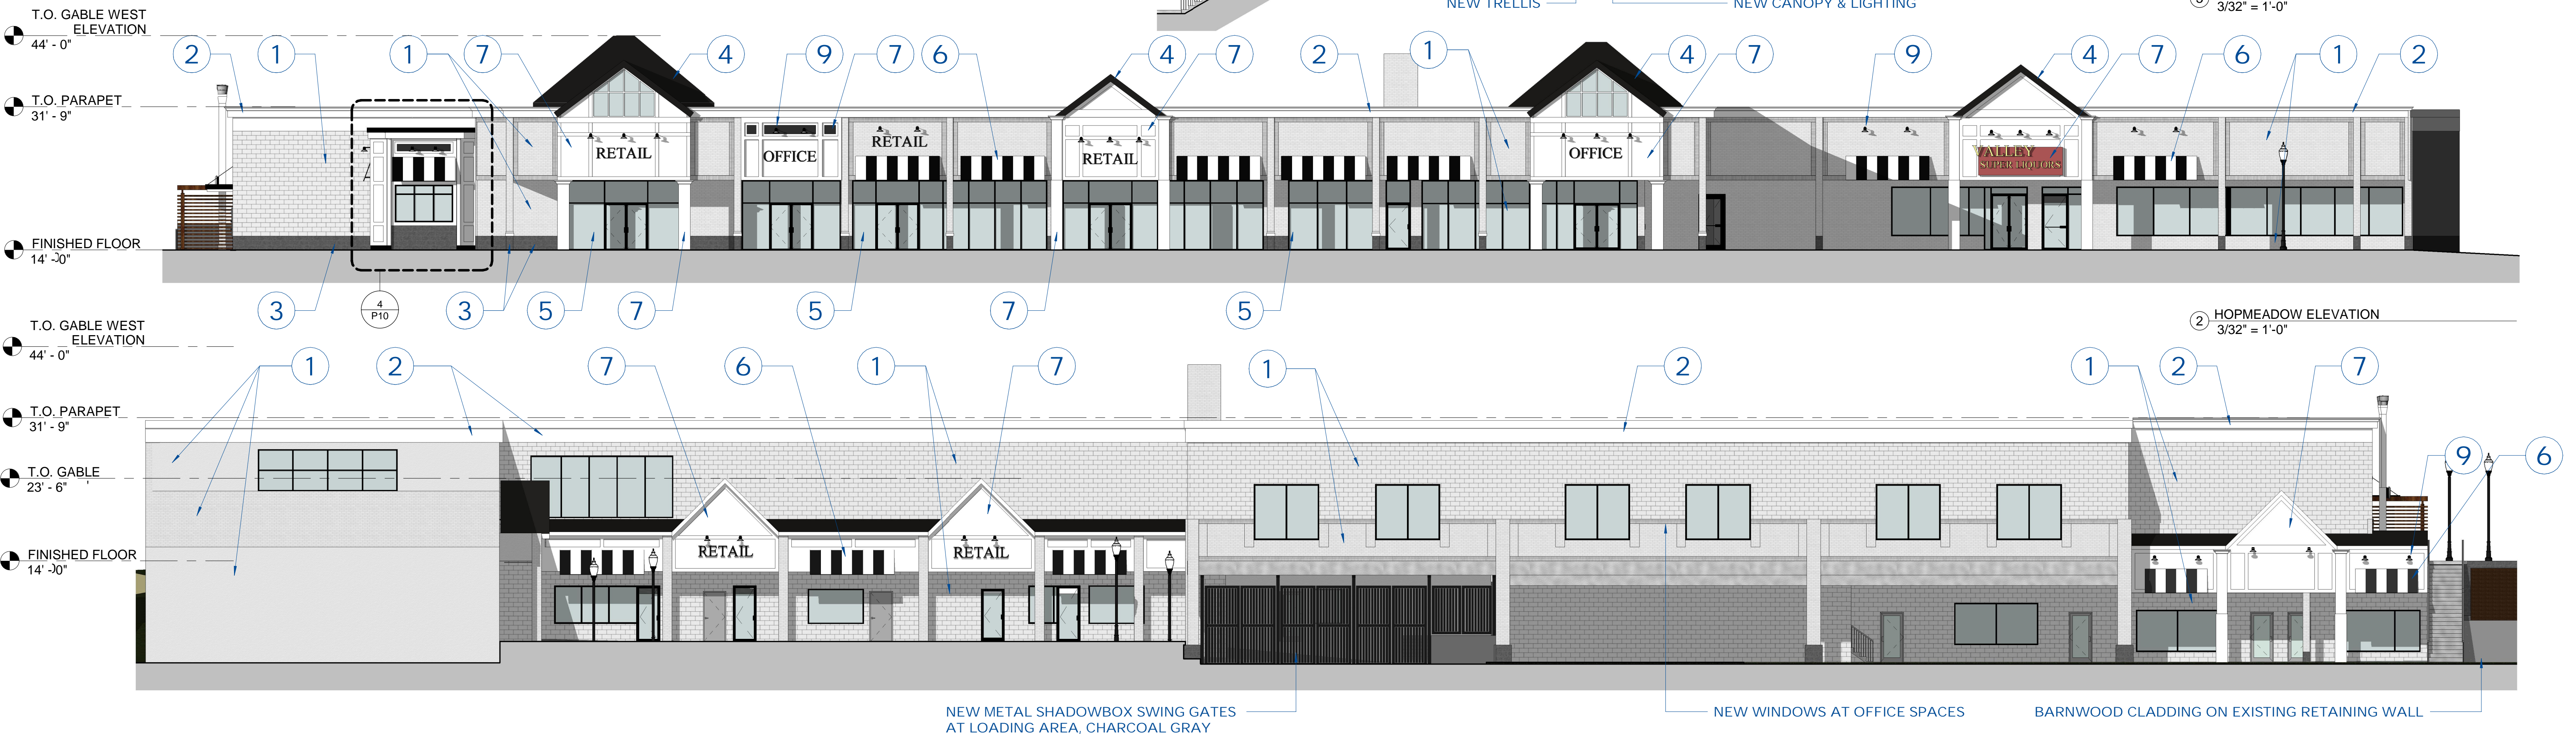 NEW TRELLIS
NEW CANOPY & LIGHTING
3
3/32" = 1'-0"
T.O. GABLE WEST
ELEVATION
44' - 0"
2 1 1 7 4 9 7 6 4 7 2 1 4 7 9 4 7 6 1 2
T.O. PARAPET
31' - 9"
RETAIL
OFFICE
RETAIL
RETAIL
OFFICE
VALLEY
SUPER LIQUORS
FINISHED FLOOR
14' - 0"
3 4 3 5 7 5 7 5
P10
2 HOPMEADOW ELEVATION
3/32" = 1'-0"
T.O. GABLE WEST
ELEVATION
44' - 0"
1 2 7 6 1 7 1 2 1 2 7
T.O. PARAPET
31' - 9"
9 6
T.O. GABLE
23' - 6"
RETAIL
RETAIL
FINISHED FLOOR
14' - 0"
NEW METAL SHADOWBOX SWING GATES
AT LOADING AREA, CHARCOAL GRAY
NEW WINDOWS AT OFFICE SPACES
BARNWOOD CLADDING ON EXISTING RETAINING WALL